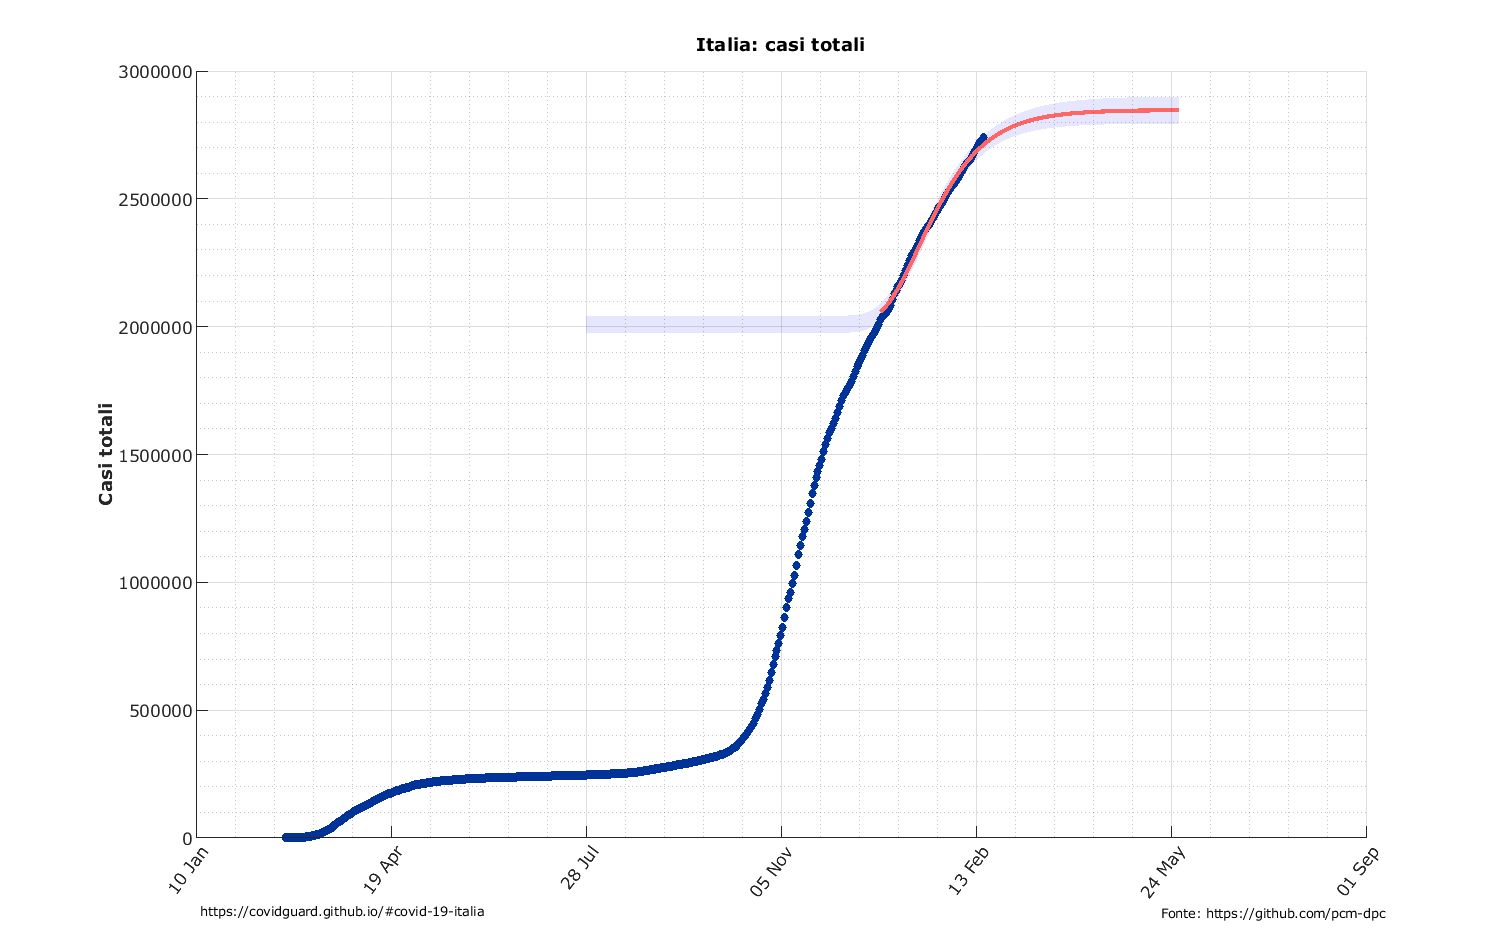 Italia: casi totali
3000000
2500000
2000000
1500000
1000000
500000
0
Casi totali
10 Jan
19 Apr
28 Jul
05 Nov
13 Feb
24 May
01 Sep
https://covidguard.github.io/#covid-19-italia
Fonte: https://github.com/pcm-dpc